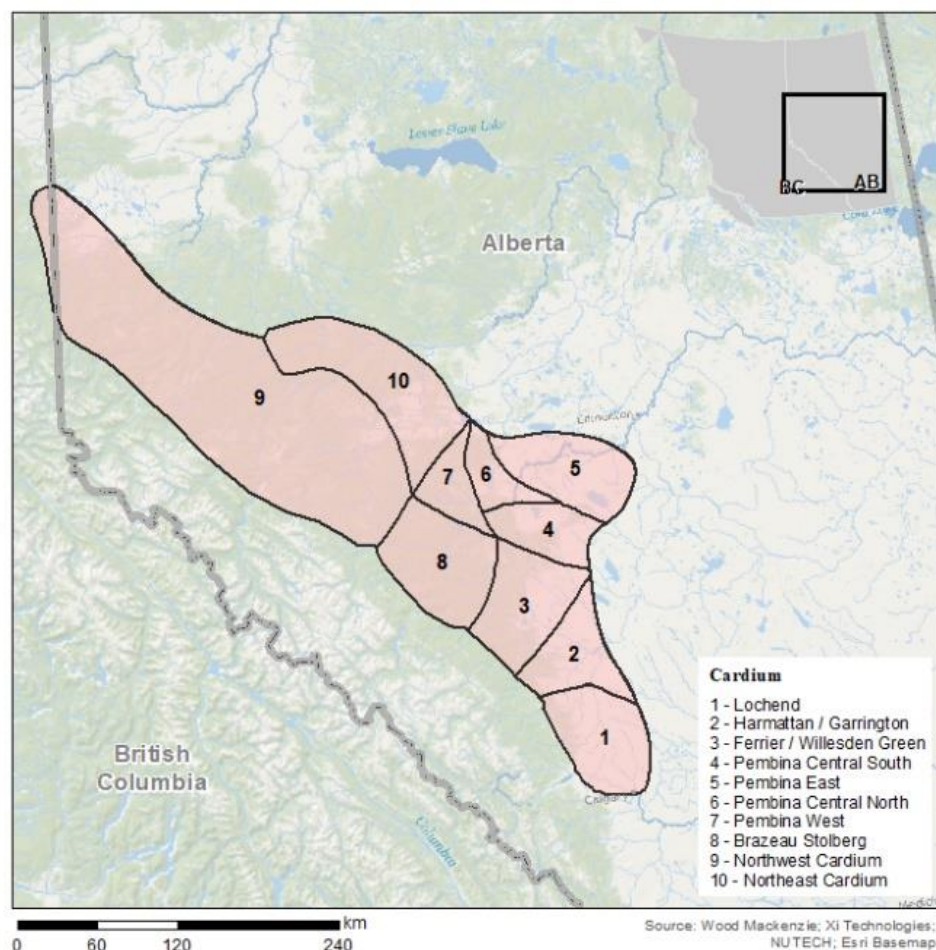 Lesser Slave Lake
Alberta
BC
AB
Cold Lake
10
9
Edmonton
5
7
6
4
8
3
2
1
British
Columbia
Columbia
Calgary
Cardium
1 - Lochend
2 - Harmattan / Garrington
3 - Ferrier / Willesden Green
4 - Pembina Central South
5 - Pembina East
6 - Pembina Central North
7 - Pembina West
8 - Brazeau Stolberg
9 - Northwest Cardium
10 - Northeast Cardium
km
0 60 120 240
Source: Wood Mackenzie; Xi Technologies;
NUTECH; Esri Basemap